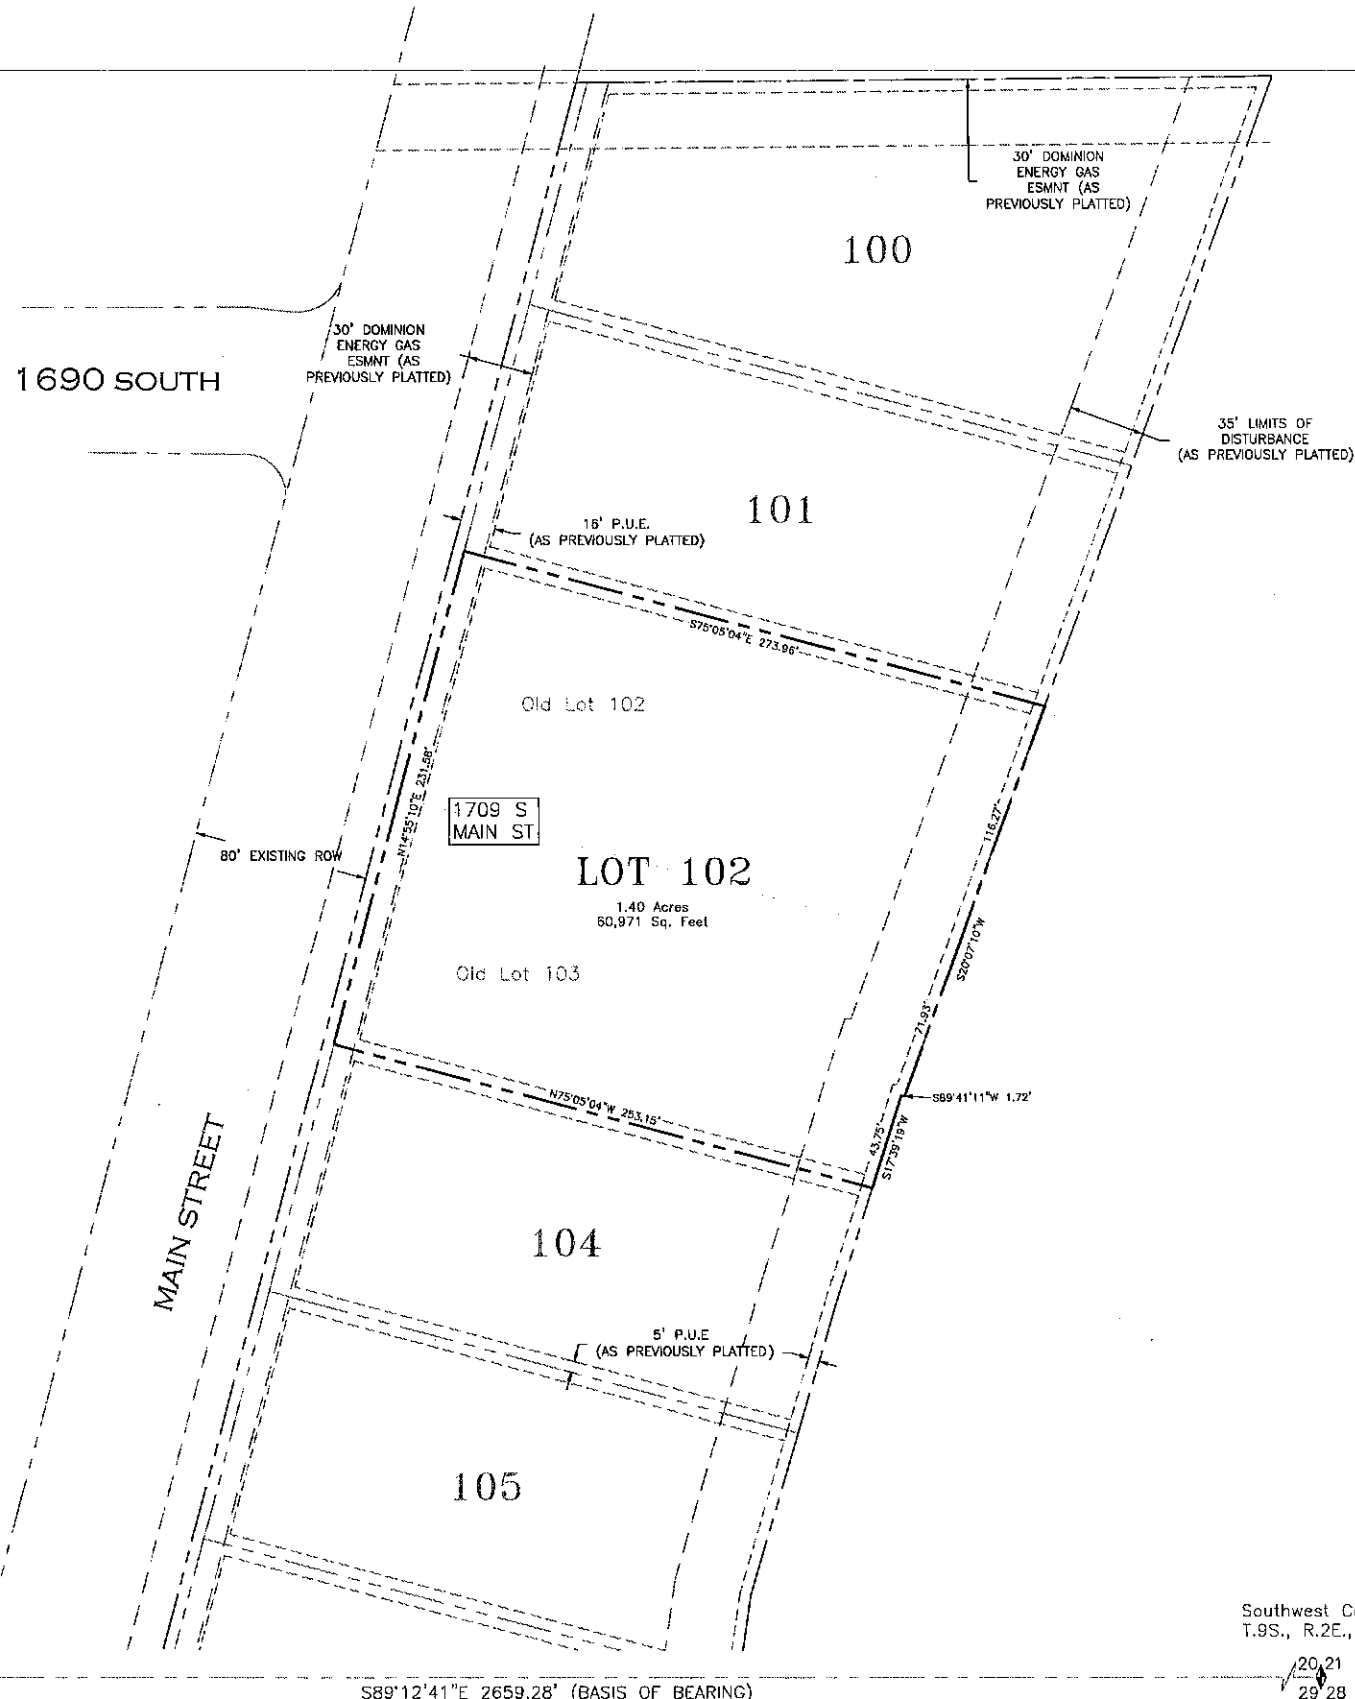 30' DOMINION
ENERGY GAS
ESMNT (AS
PREVIOUSLY PLATTED)
100
30' DOMINION
ENERGY GAS
ESMNT (AS
PREVIOUSLY PLATTED)
1690 SOUTH
35' LIMITS OF
DISTURBANCE
(AS PREVIOUSLY PLATTED)
101
16' P.U.E.
(AS PREVIOUSLY PLATTED)
S75°05'04"E 273.96'
Old Lot 102
N14°55'10"E 231.58'
1709 S
MAIN ST
116.27'
80' EXISTING ROW
LOT 102
1.40 Acres
60,971 Sq. Feet
S20°07'10"W
Old Lot 103
71.93'
S89°41'11"W 1.72'
N75°05'04"W 253.15'
43.75'
S17°39'19"W
MAIN STREET
104
5' P.U.E
(AS PREVIOUSLY PLATTED)
105
Southwest
T.9S., R.2E.,
20 21
29 28
S89°12'41"E 2659.28' (BASIS OF BEARING)